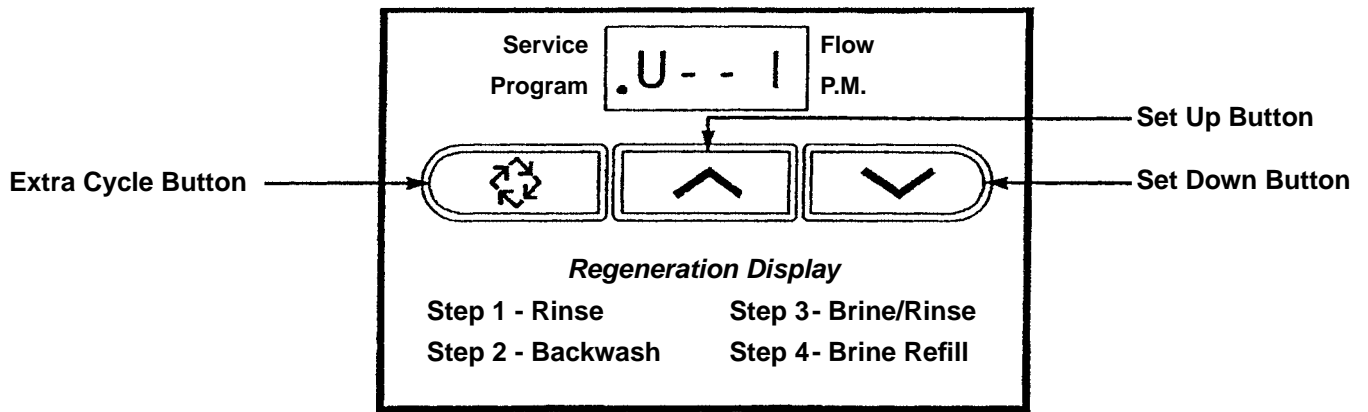 Service
Program
.U- - 1
Flow
P.M.
Set Up Button
Extra Cycle Button
Set Down Button
Regeneration Display
Step 1 - Rinse
Step 3- Brine/Rinse
Step 2 - Backwash
Step 4- Brine Refill